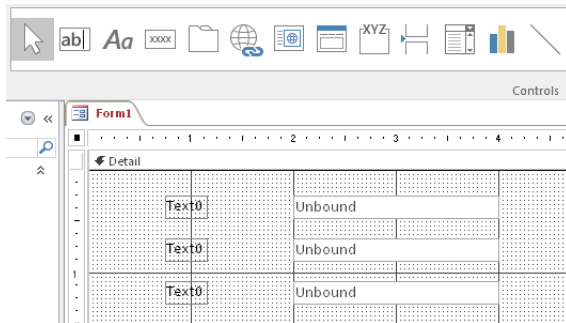 ab Aa XXXX XYZ
Controls
Form1
1 2 3 4
Detail
Text0 Unbound
Text0 Unbound
1
Text0 Unbound